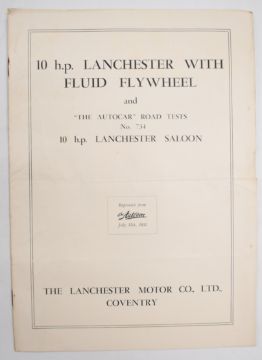 10 h.p. LANCHESTER WITH
FLUID FLYWHEEL
and
"THE AUTOCAR" ROAD TESTS
No. 734
10 h.p. LANCHESTER SALOON
Reprinted from
The Autocar
July
THE LANCHESTER MOTOR CO., LTD.,
COVENTRY